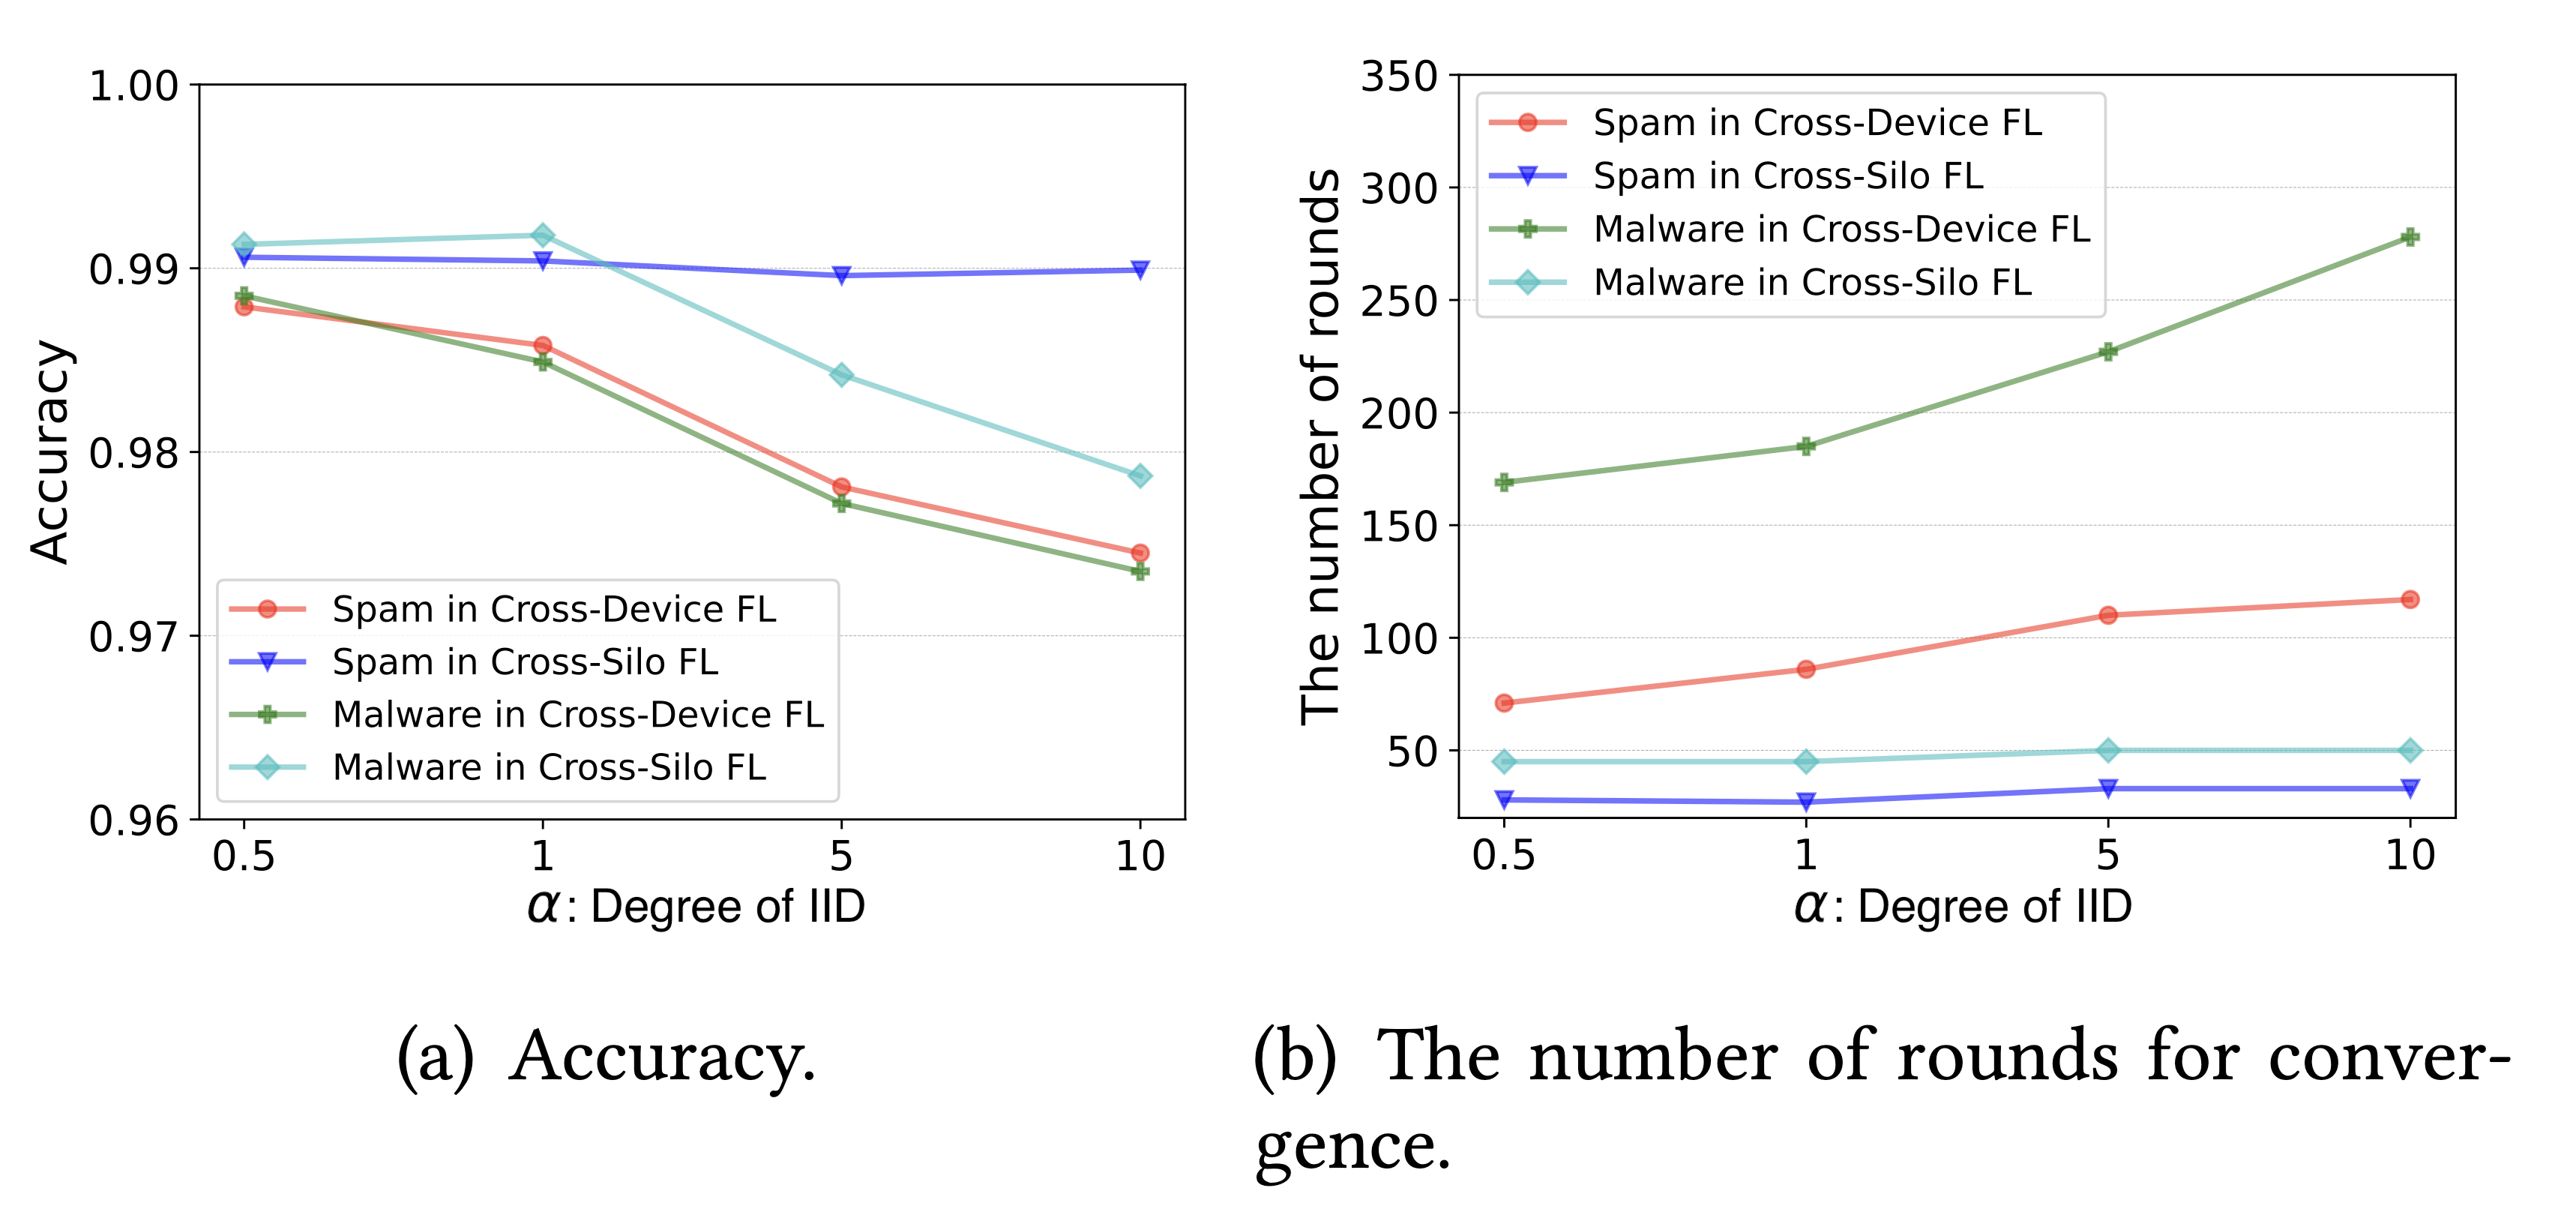 1.00
0.99
0.98
0.97
0.96
Accuracy
Spam in Cross-Device FL
Spam in Cross-Silo FL
Malware in Cross-Device FL
Malware in Cross-Silo FL
0.5 1 5 10
α: Degree of IID
(a) Accuracy.
350
300
250
200
150
100
50
The number of rounds
Spam in Cross-Device FL
Spam in Cross-Silo FL
Malware in Cross-Device FL
Malware in Cross-Silo FL
0.5 1 5 10
α: Degree of IID
(b) The number of rounds for conver-
gence.